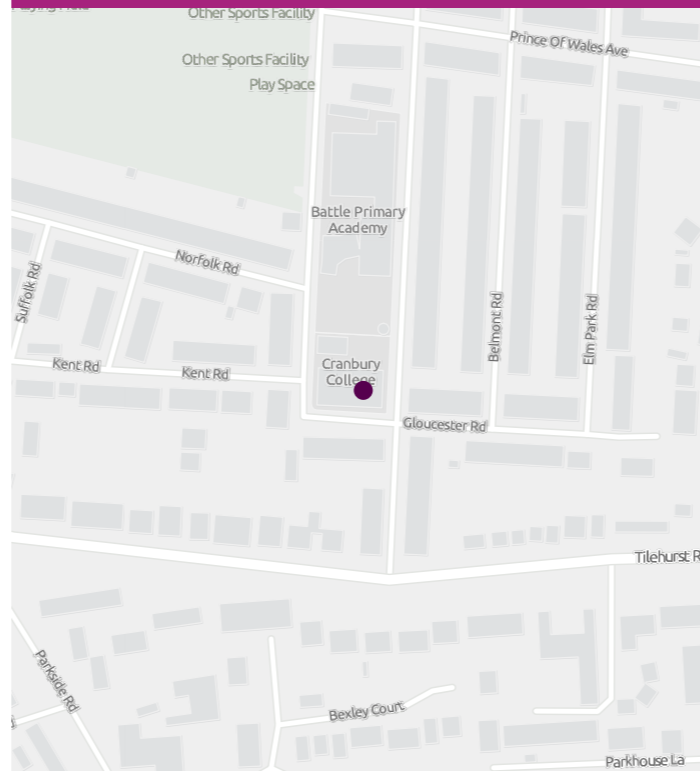 Playing Field
Other Sports Facility
Prince Of Wales Ave
Other Sports Facility
Play Space
Battle Primary
Academy
Norfolk Rd
Suffolk Rd
Belmont Rd
Elm Park Rd
Kent Rd
Kent Rd
Cranbury
College
Gloucester Rd
Tilehurst R
Parkside Rd
Bexley Court
Parkhouse La